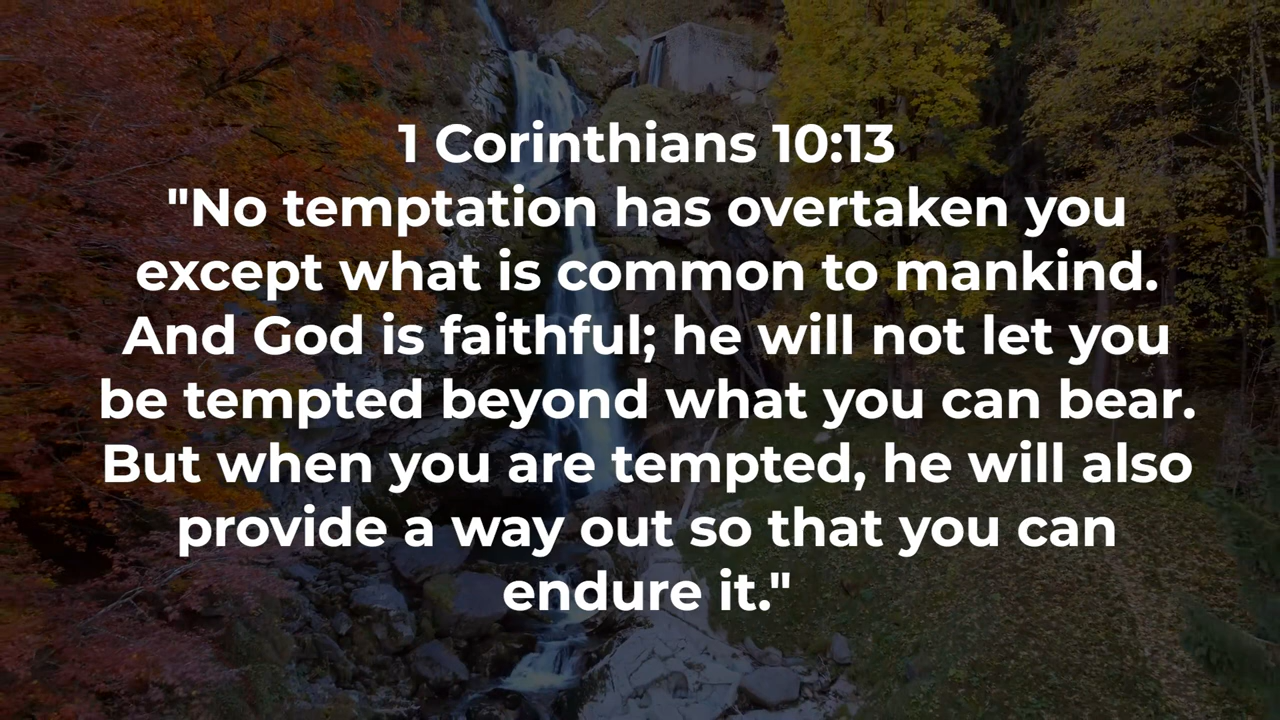 1 Corinthians 10:13
"No temptation has overtaken you
except what is common to mankind.
And God is faithful; he will not let you
be tempted beyond what you can bear.
But when you are tempted, he will also
provide a way out so that you can
endure it."